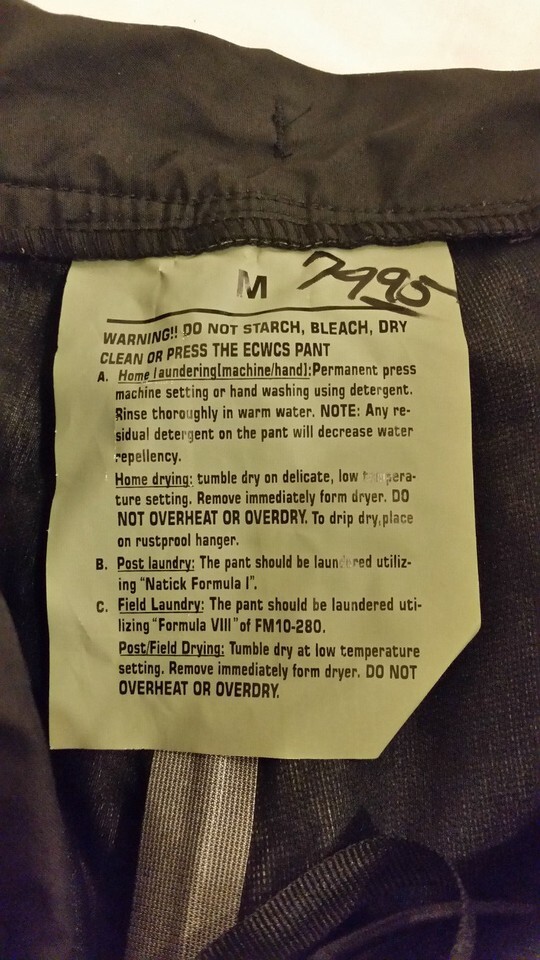 M 7995
WARNING!! DO NOT STARCH, BLEACH, DRY
CLEAN OR PRESS THE ECWCS PANT
A. Home laundering[machine/hand]:Permanent press
machine setting or hand washing using detergent.
Rinse thoroughly in warm water. NOTE: Any re-
sidual detergent on the pant will decrease water
repellency.
Home drying: tumble dry on delicate, low tempera-
ture setting. Remove immediately form dryer. DO
NOT OVERHEAT OR OVERDRY. To drip dry,place
on rustproof hanger.
B. Post laundry: The pant should be laundered utiliz-
ing "Natick Formula I".
C. Field Laundry: The pant should be laundered uti-
lizing "Formula VIII" of FM10-280.
Post/Field Drying: Tumble dry at low temperature
setting. Remove immediately form dryer. DO NOT
OVERHEAT OR OVERDRY.